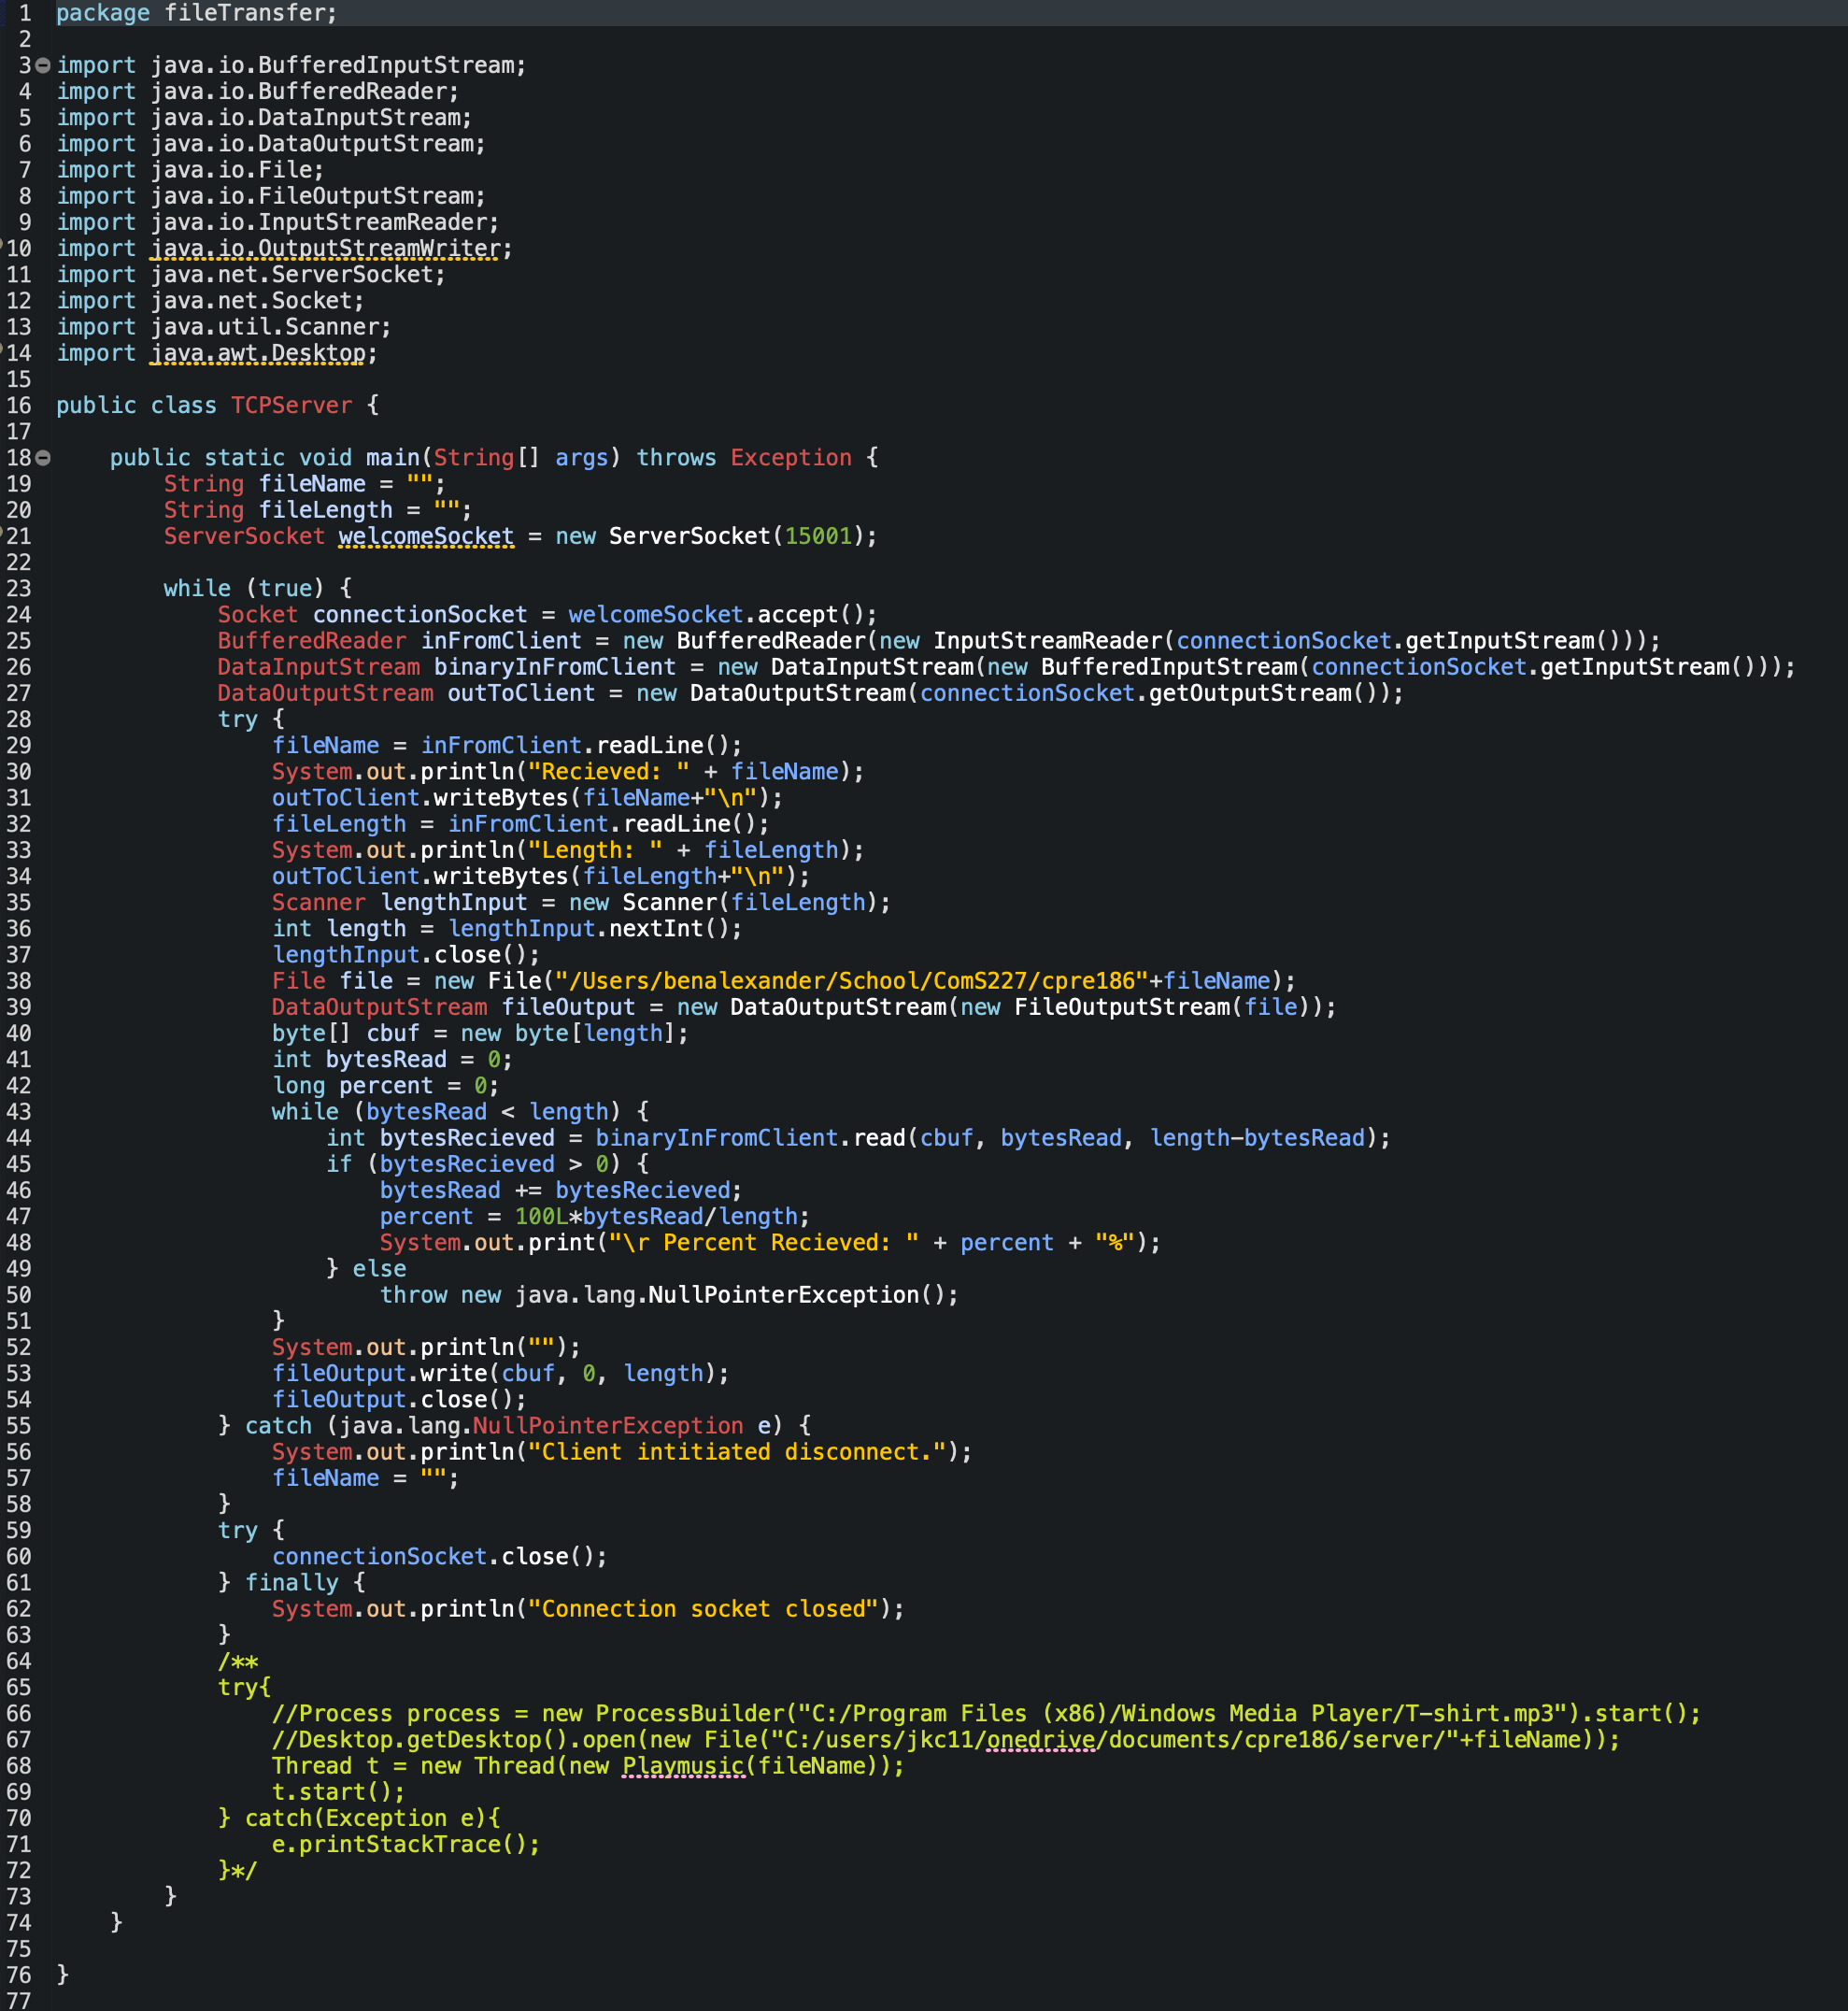 1 package fileTransfer;
2
3 import java.io.BufferedInputStream;
4 import java.io.BufferedReader;
5 import java.io.DataInputStream;
6 import java.io.DataOutputStream;
7 import java.io.File;
8 import java.io.FileOutputStream;
9 import java.io.InputStreamReader;
10 import java.io.OutputStreamWriter;
11 import java.net.ServerSocket;
12 import java.net.Socket;
13 import java.util.Scanner;
14 import java.awt.Desktop;
15
16 public class TCPServer {
17
18     public static void main(String[] args) throws Exception {
19         String fileName = "";
20         String fileLength = "";
21         ServerSocket welcomeSocket = new ServerSocket(15001);
22
23         while (true) {
24             Socket connectionSocket = welcomeSocket.accept();
25             BufferedReader inFromClient = new BufferedReader(new InputStreamReader(connectionSocket.getInputStream()));
26             DataInputStream binaryInFromClient = new DataInputStream(new BufferedInputStream(connectionSocket.getInputStream()));
27             DataOutputStream outToClient = new DataOutputStream(connectionSocket.getOutputStream());
28             try {
29                 fileName = inFromClient.readLine();
30                 System.out.println("Recieved: " + fileName);
31                 outToClient.writeBytes(fileName+"\n");
32                 fileLength = inFromClient.readLine();
33                 System.out.println("Length: " + fileLength);
34                 outToClient.writeBytes(fileLength+"\n");
35                 Scanner lengthInput = new Scanner(fileLength);
36                 int length = lengthInput.nextInt();
37                 lengthInput.close();
38                 File file = new File("/Users/benalexander/School/ComS227/cpre186"+fileName);
39                 DataOutputStream fileOutput = new DataOutputStream(new FileOutputStream(file));
40                 byte[] cbuf = new byte[length];
41                 int bytesRead = 0;
42                 long percent = 0;
43                 while (bytesRead < length) {
44                     int bytesRecieved = binaryInFromClient.read(cbuf, bytesRead, length-bytesRead);
45                     if (bytesRecieved > 0) {
46                         bytesRead += bytesRecieved;
47                         percent = 100L*bytesRead/length;
48                         System.out.print("\r Percent Recieved: " + percent + "%");
49                     } else
50                         throw new java.lang.NullPointerException();
51                 }
52                 System.out.println("");
53                 fileOutput.write(cbuf, 0, length);
54                 fileOutput.close();
55             } catch (java.lang.NullPointerException e) {
56                 System.out.println("Client intitiated disconnect.");
57                 fileName = "";
58             }
59             try {
60                 connectionSocket.close();
61             } finally {
62                 System.out.println("Connection socket closed");
63             }
64             /**
65             try{
66                 //Process process = new ProcessBuilder("C:/Program Files (x86)/Windows Media Player/T-shirt.mp3").start();
67                 //Desktop.getDesktop().open(new File("C:/users/jkc11/onedrive/documents/cpre186/server/"+fileName));
68                 Thread t = new Thread(new Playmusic(fileName));
69                 t.start();
70             } catch(Exception e){
71                 e.printStackTrace();
72             }*/
73         }
74     }
75
76 }
77